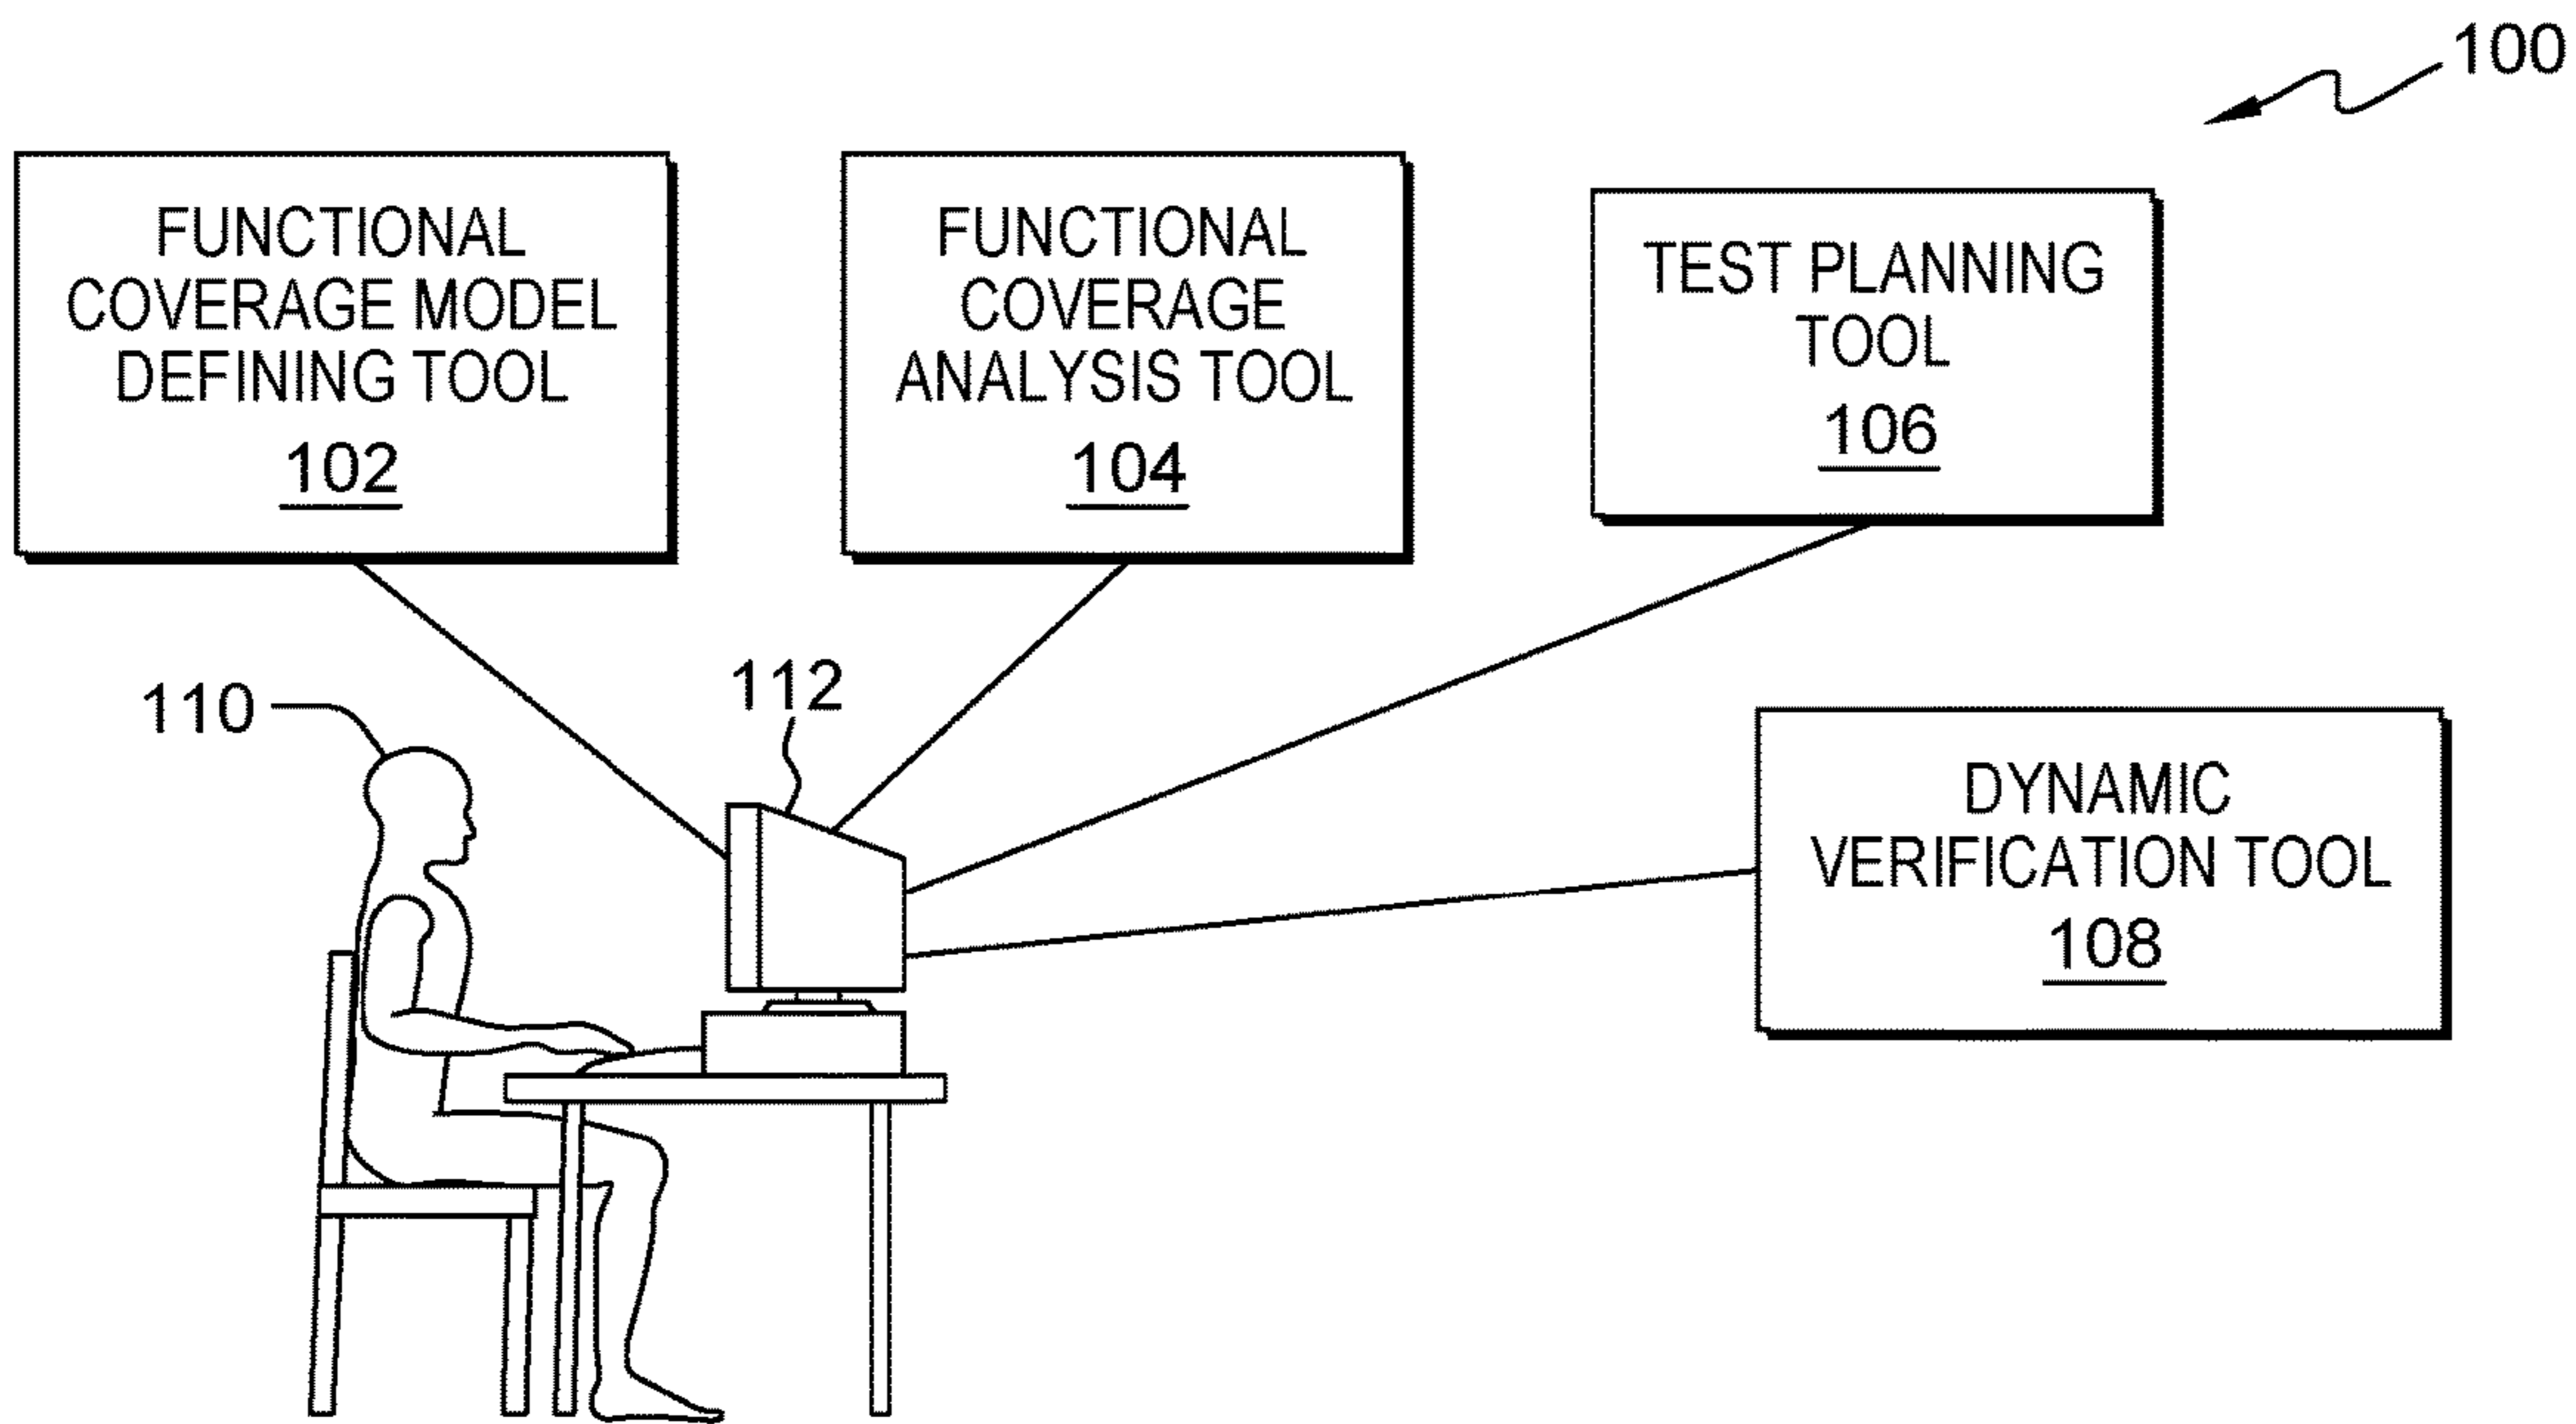 100
FUNCTIONAL
COVERAGE MODEL
DEFINING TOOL
102
FUNCTIONAL
COVERAGE
ANALYSIS TOOL
104
TEST PLANNING
TOOL
106
110
112
DYNAMIC
VERIFICATION TOOL
108